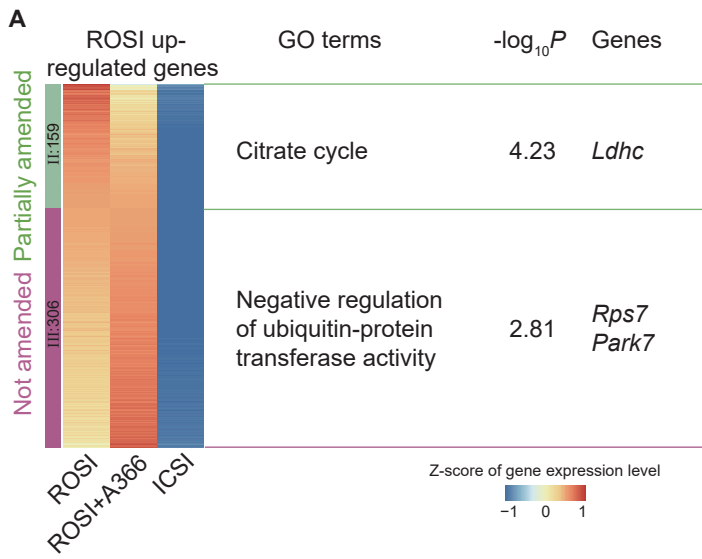 A
ROSI up-
regulated genes
GO terms
-log₁₀P
Genes
Partially amended
II:159
Citrate cycle
4.23
Ldhc
Not amended
III:306
Negative regulation
of ubiquitin-protein
transferase activity
2.81
Rps7
Park7
ROSI
ROSI+A366
ICSI
Z-score of gene expression level
−1
0
1